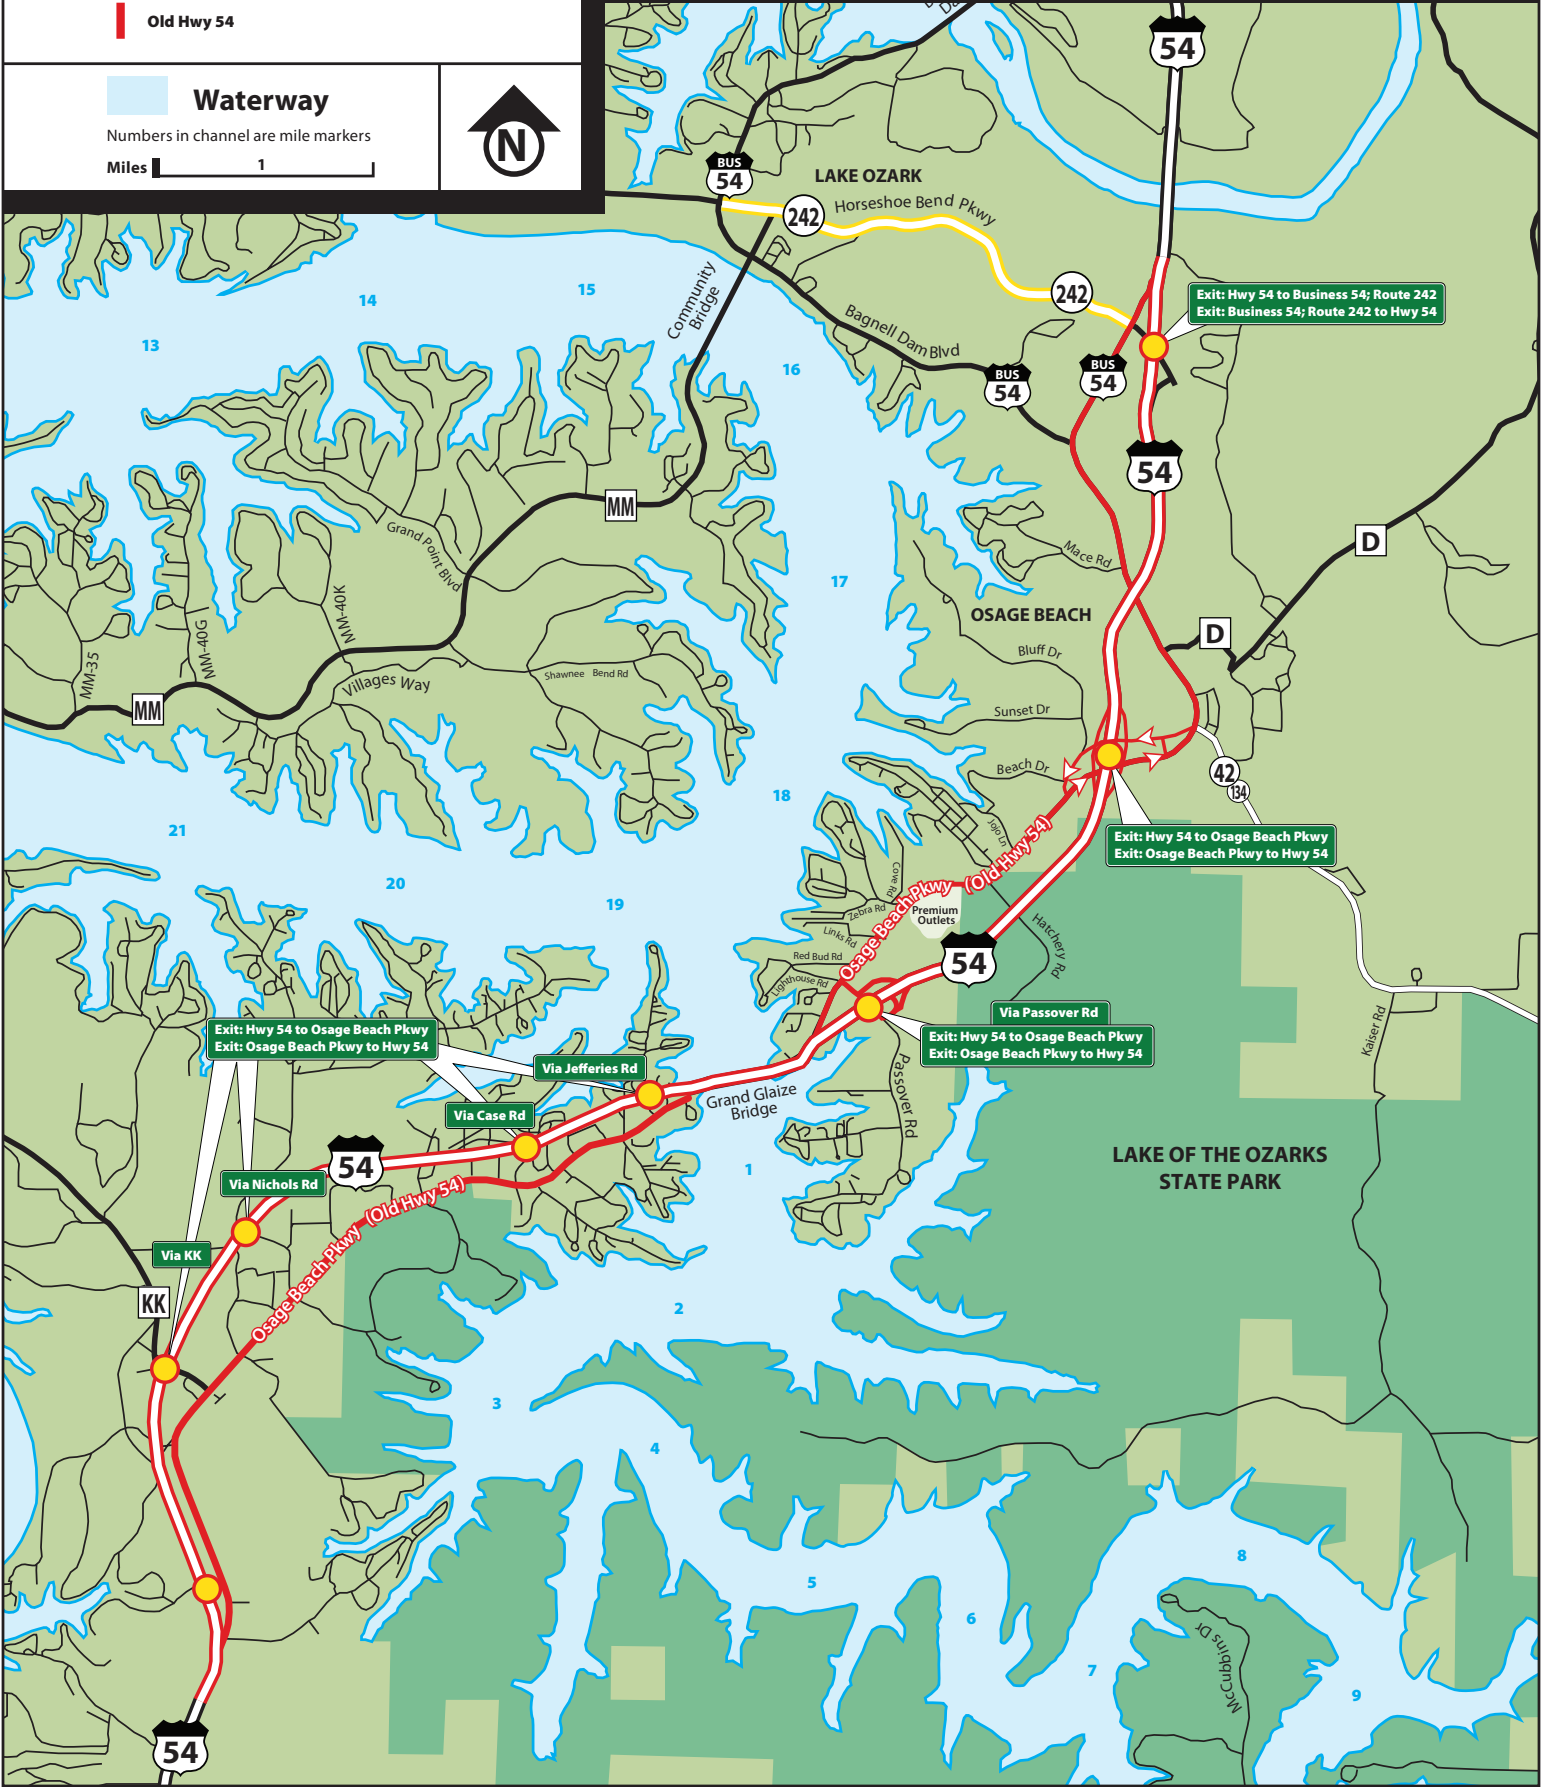 Old Hwy 54
Waterway
Numbers in channel are mile markers
Miles
1
N
54
BUS
54
LAKE OZARK
242
Horseshoe Bend Pkwy
Community
Bridge
15
14
13
16
242
Exit: Hwy 54 to Business 54; Route 242
Exit: Business 54; Route 242 to Hwy 54
Bagnell Dam Blvd
BUS
54
BUS
54
54
MM
Grand Point Blvd
D
Mace Rd
17
OSAGE BEACH
D
MM-40K
MM-40G
MM-35
Bluff Dr
Shawnee Bend Rd
Villages Way
MM
Sunset Dr
Beach Dr
42
134
18
21
Jojo Ln
Exit: Hwy 54 to Osage Beach Pkwy
Exit: Osage Beach Pkwy to Hwy 54
20
19
Cove Rd
Osage Beach Pkwy (Old Hwy 54)
Zebra Rd
Premium
Outlets
Links Rd
Hatchery Rd
Red Bud Rd
54
Lighthouse Rd
Via Passover Rd
Exit: Hwy 54 to Osage Beach Pkwy
Exit: Osage Beach Pkwy to Hwy 54
Kaiser Rd
Exit: Hwy 54 to Osage Beach Pkwy
Exit: Osage Beach Pkwy to Hwy 54
Via Jefferies Rd
Passover Rd
Grand Glaize
Bridge
Via Case Rd
54
1
LAKE OF THE OZARKS
STATE PARK
Via Nichols Rd
Osage Beach Pkwy (Old Hwy 54)
Via KK
KK
2
3
4
5
6
7
8
9
McCubbins Dr
54